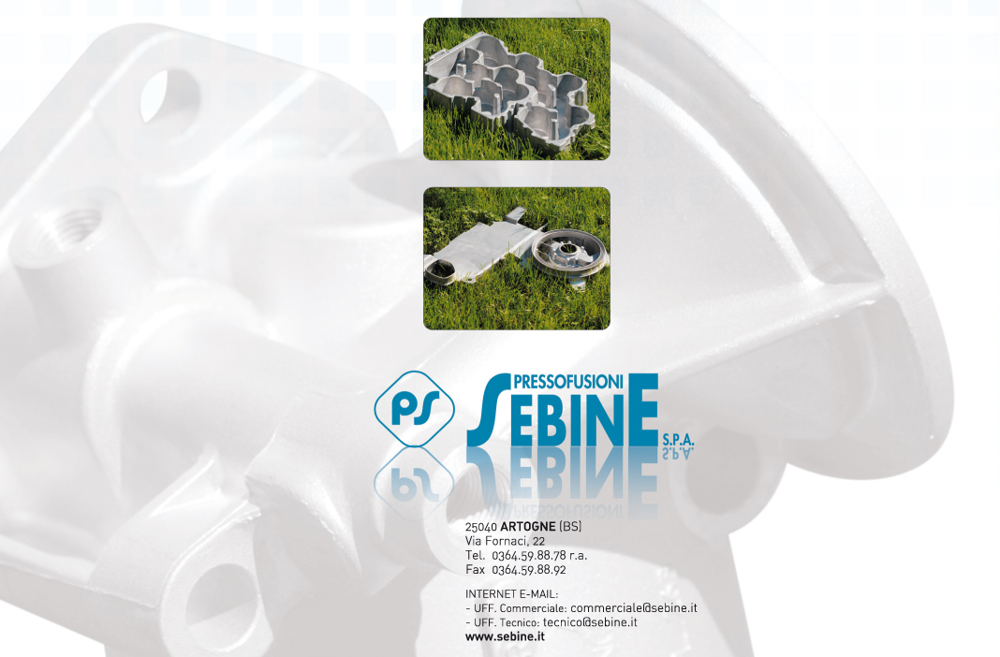 PS
PRESSOFUSIONI
SEBINE
S.P.A.
25040 ARTOGNE (BS)
Via Fornaci, 22
Tel. 0364.59.88.78 r.a.
Fax 0364.59.88.92
INTERNET E-MAIL:
- UFF. Commerciale: commerciale@sebine.it
- UFF. Tecnico: tecnico@sebine.it
www.sebine.it